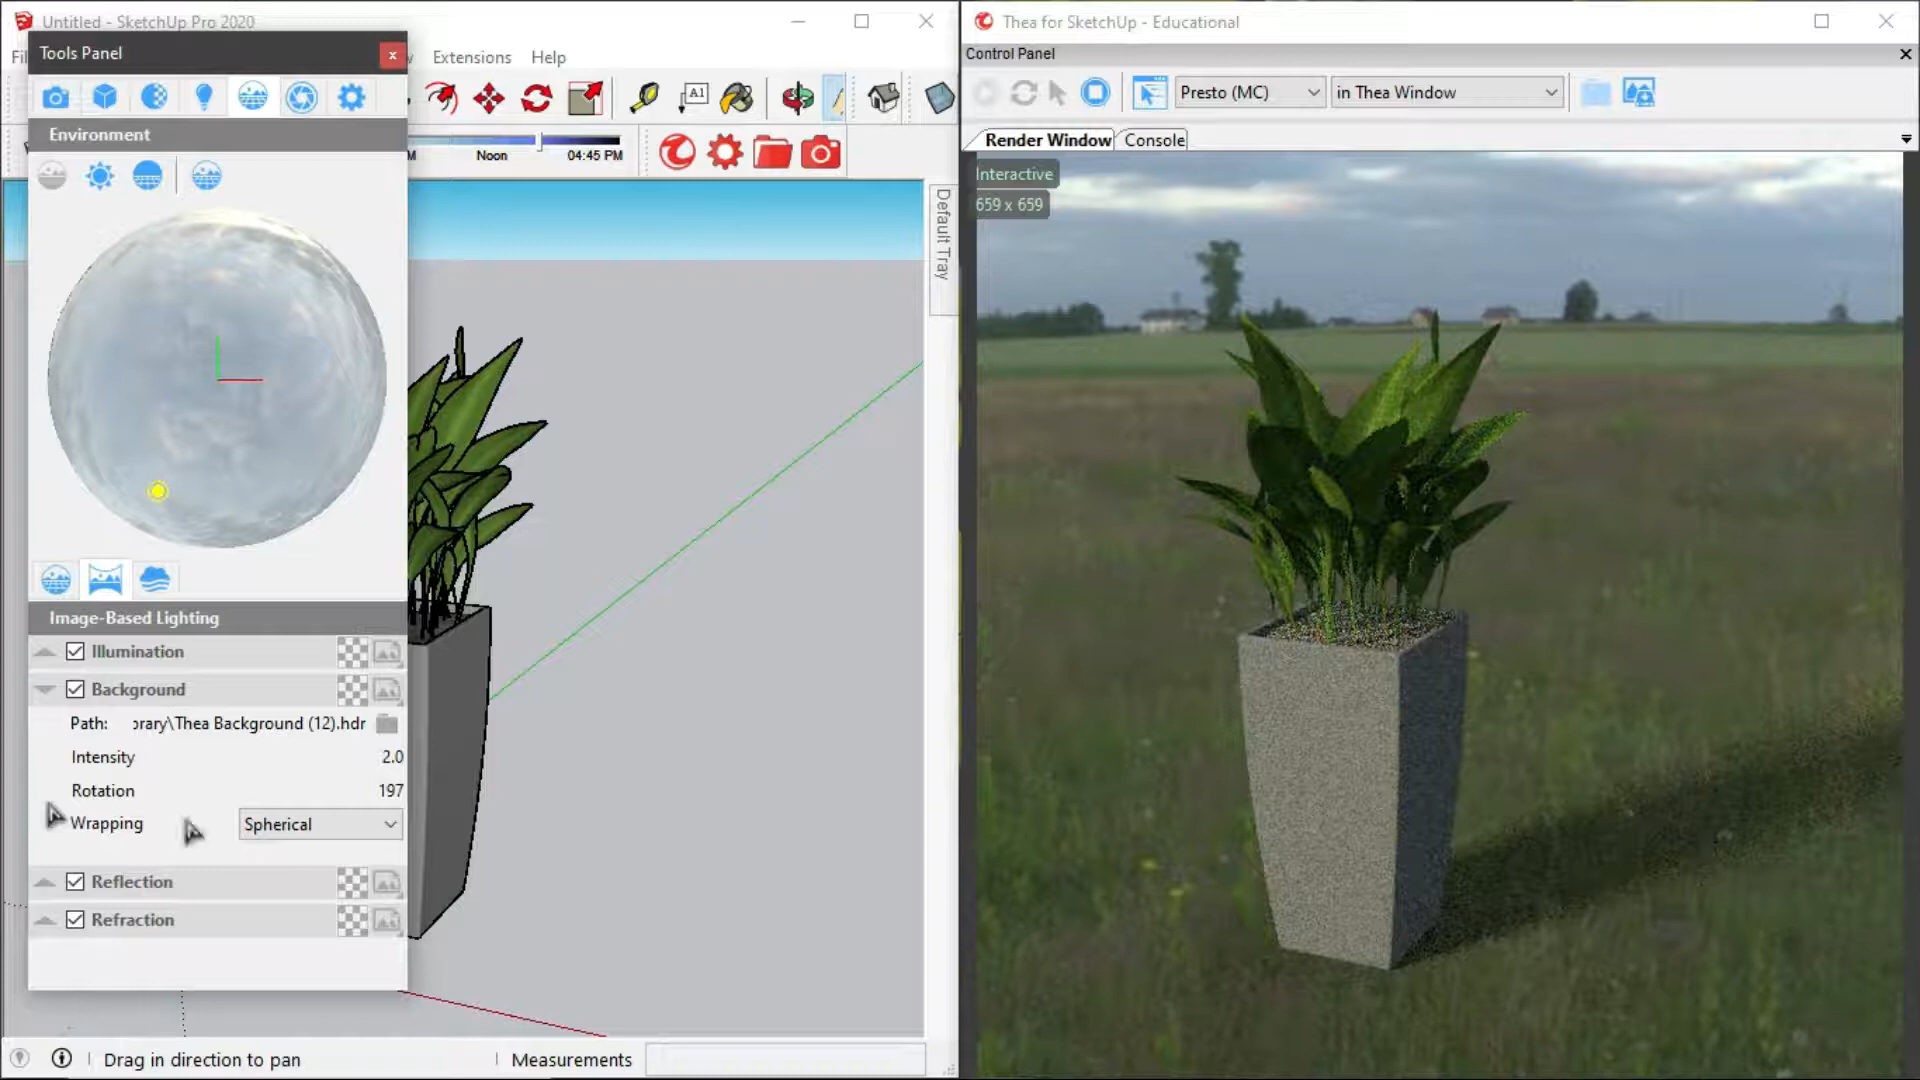 Untitled - SketchUp Pro 2020
Tools Panel
Extensions
Help
A1
Noon
04:45 PM
Environment
Default Tray
Image-Based Lighting
Illumination
Background
Path:
\Thea Background (12).hdr
Intensity
2.0
Rotation
197
Wrapping
Spherical
Reflection
Refraction
Drag in direction to pan
Measurements
Thea for SketchUp - Educational
Control Panel
Presto (MC)
in Thea Window
Render Window
Console
Interactive
659 x 659